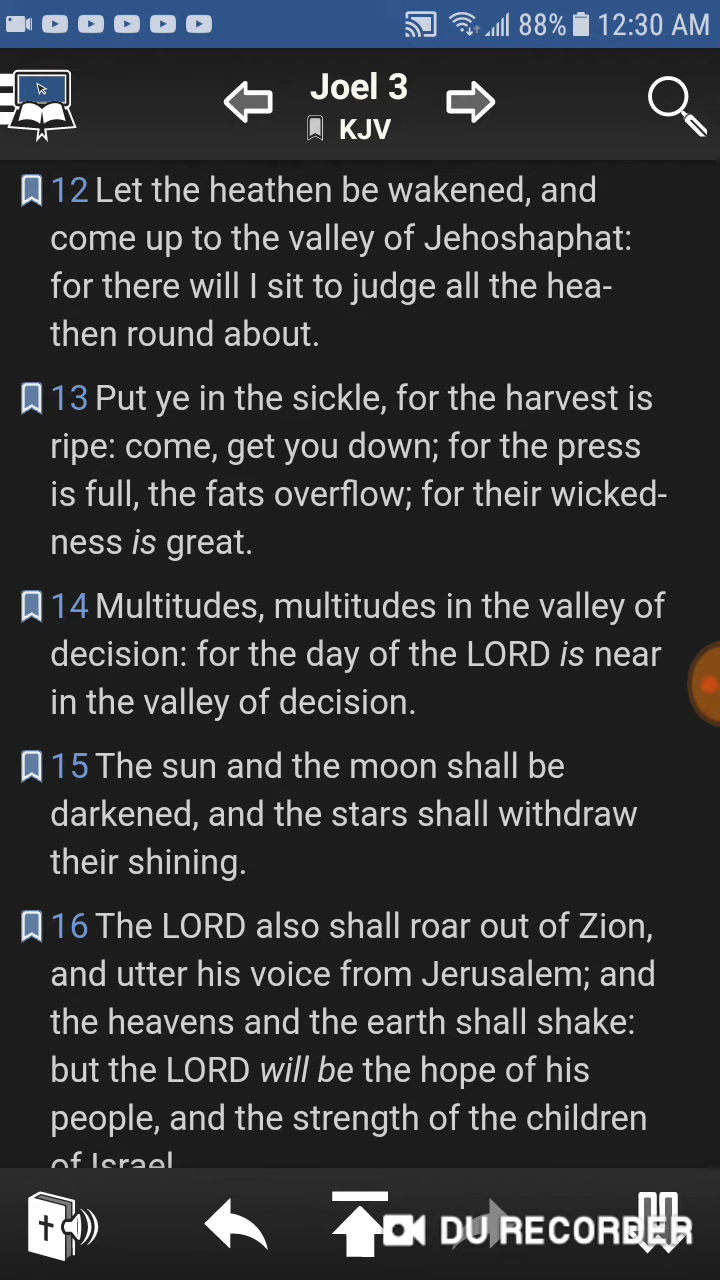 88% 12:30 AM
Joel 3
KJV
12 Let the heathen be wakened, and
come up to the valley of Jehoshaphat:
for there will I sit to judge all the hea-
then round about.
13 Put ye in the sickle, for the harvest is
ripe: come, get you down; for the press
is full, the fats overflow; for their wicked-
ness is great.
14 Multitudes, multitudes in the valley of
decision: for the day of the LORD is near
in the valley of decision.
15 The sun and the moon shall be
darkened, and the stars shall withdraw
their shining.
16 The LORD also shall roar out of Zion,
and utter his voice from Jerusalem; and
the heavens and the earth shall shake:
but the LORD will be the hope of his
people, and the strength of the children
of Israel
DU RECORDER